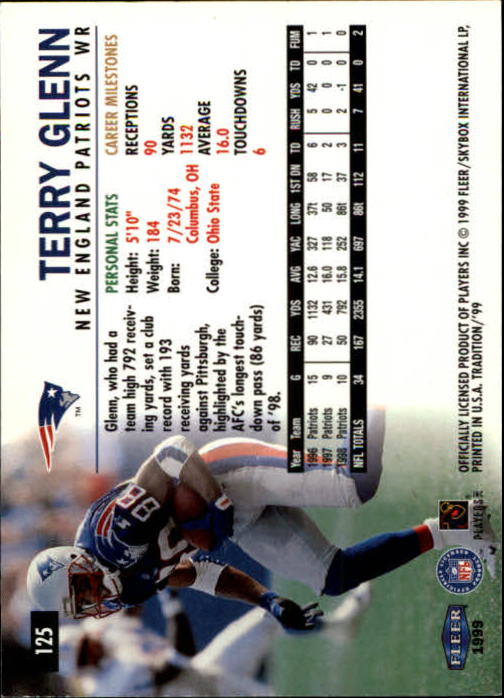 125
TERRY GLENN
NEW ENGLAND PATRIOTS WR
TM
Glenn, who had a
team high 792 receiv-
ing yards, set a club
record with 193
receiving yards
against Pittsburgh,
highlighted by the
AFC's longest touch-
down pass (86 yards)
of '98.
PERSONAL STATS
Height: 5'10"
Weight: 184
Born:
7/23/74
Columbus, OH
College: Ohio State
CAREER MILESTONES
RECEPTIONS
90
YARDS
1132
AVERAGE
16.0
TOUCHDOWNS
6
Year Team G REC YDS AVG YAC LONG 1ST DN TD RUSH YDS TD FUM
1996 Patriots 15 90 1132 12.6 327 37t 58 6 5 42 0 1
1997 Patriots 9 27 431 16.0 118 50 17 2 0 0 0 1
1998 Patriots 10 50 792 15.8 252 86t 37 3 2 -1 0 0
NFL TOTALS 34 167 2355 14.1 697 86t 112 11 7 41 0 2
88
FLEER
1999
NFL
PLAYERS
OFFICIALLY LICENSED PRODUCT OF PLAYERS INC © 1999 FLEER/SKYBOX INTERNATIONAL LP,
PRINTED IN U.S.A. TRADITION/'99